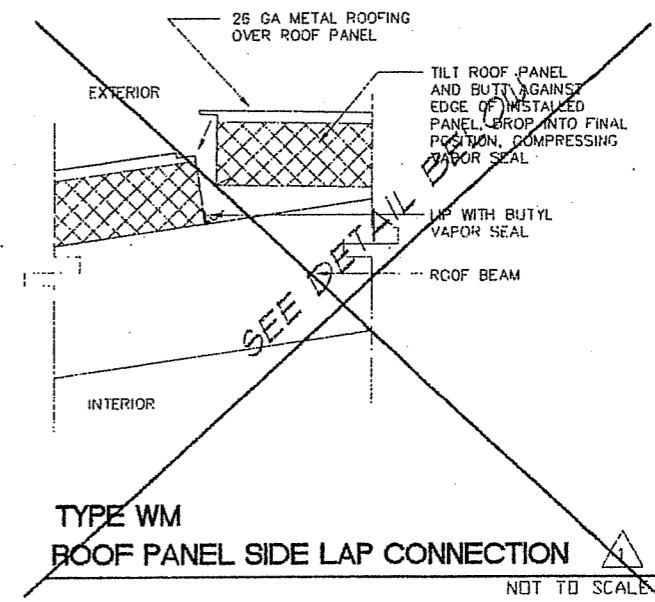 26 GA METAL ROOFING
OVER ROOF PANEL
EXTERIOR
TILT ROOF PANEL
AND BUTT AGAINST
EDGE OF INSTALLED
PANEL, DROP INTO FINAL
POSITION, COMPRESSING
VAPOR SEAL
LIP WITH BUTYL
VAPOR SEAL
ROOF BEAM
SEE DETAIL
INTERIOR
TYPE WM
ROOF PANEL SIDE LAP CONNECTION
1
NOT TO SCALE